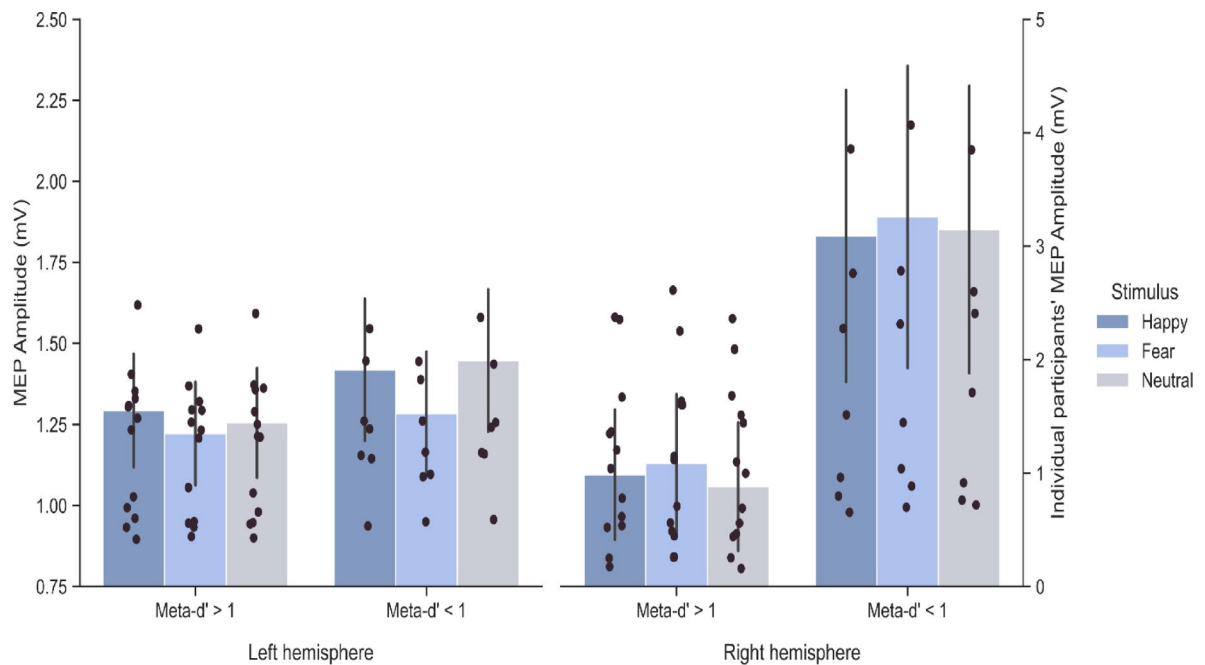 2.50
2.25
2.00
1.75
1.50
1.25
1.00
0.75
MEP Amplitude (mV)
5
4
3
2
1
0
Individual participants' MEP Amplitude (mV)
Stimulus
Happy
Fear
Neutral
Meta-d' > 1
Meta-d' < 1
Meta-d' > 1
Meta-d' < 1
Left hemisphere
Right hemisphere